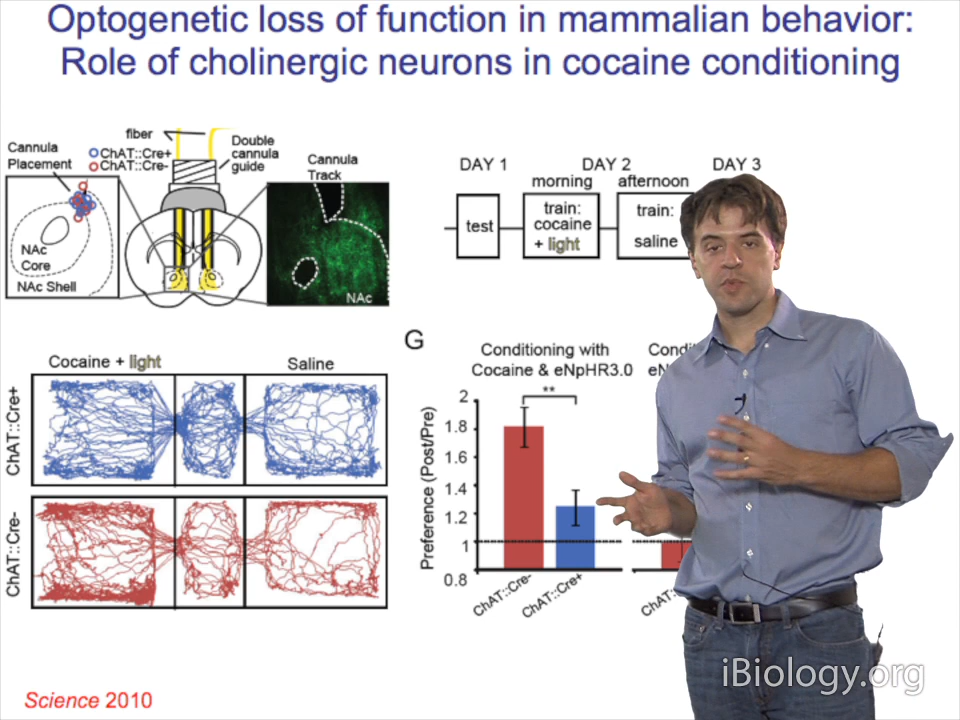 Optogenetic loss of function in mammalian behavior:
Role of cholinergic neurons in cocaine conditioning
fiber
Cannula
Placement
ChAT::Cre+
ChAT::Cre-
Double
cannula
guide
Cannula
Track
NAc
Core
NAc Shell
NAc
DAY 1
DAY 2
DAY 3
morning
afternoon
test
train:
cocaine
+ light
train:
saline
Cocaine + light
Saline
ChAT::Cre+
ChAT::Cre-
G
Conditioning with
Cocaine & eNpHR3.0
**
Preference (Post/Pre)
2
1.8
1.6
1.4
1.2
1
0.8
ChAT::Cre-
ChAT::Cre+
Science 2010
iBiology.org